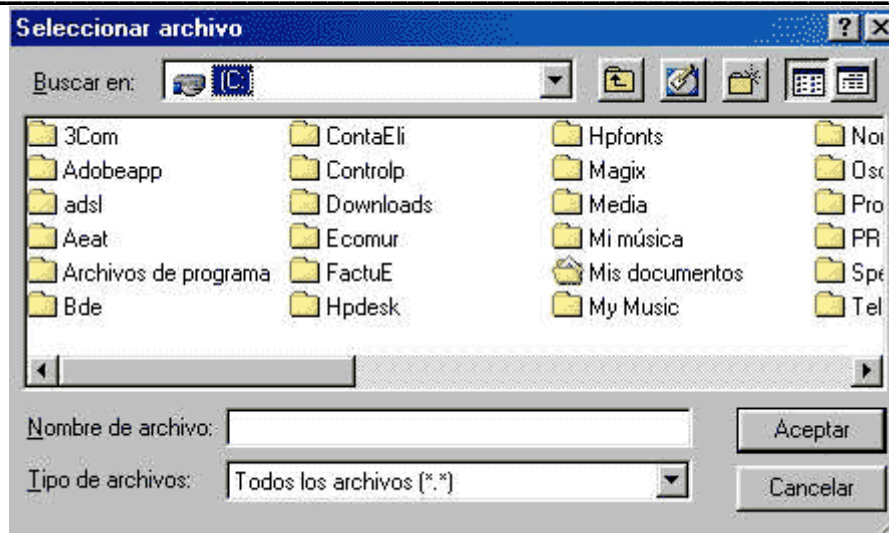 Seleccionar archivo
Buscar en: (C:
3Com ContaEli Hpfonts
Adobeapp Controlp Magix
adsl Downloads Media
Aeat Ecomur Mi música PR
Archivos de programa FactuE Mis documentos
Bde Hpdesk My Music
Nombre de archivo: Aceptar
Tipo de archivos: Todos los archivos (*.*) Cancelar